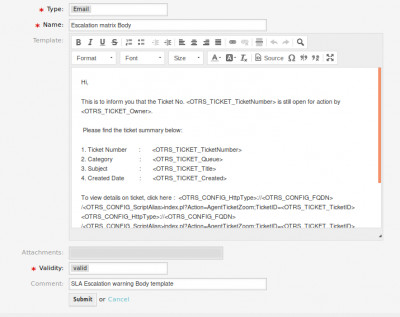 * Type: Email
* Name: Escalation matrix Body
Template:
B I U S
Format Font Size A A Ix Source Ω
Hi,
This is to inform you that the Ticket No. <OTRS_TICKET_TicketNumber> is still open for action by
<OTRS_TICKET_Owner>.
Please find the ticket summary below:
1. Ticket Number : <OTRS_TICKET_TicketNumber>
2. Category : <OTRS_TICKET_Queue>
3. Subject : <OTRS_TICKET_Title>
4. Created Date : <OTRS_TICKET_Created>
To view details on ticket, click here : <OTRS_CONFIG_HttpType>://<OTRS_CONFIG_FQDN>
/<OTRS_CONFIG_ScriptAlias>index.pl?Action=AgentTicketZoom;TicketID=<OTRS_TICKET_TicketID>
<OTRS_CONFIG_HttpType>://<OTRS_CONFIG_FQDN>
/<OTRS_CONFIG_ScriptAlias>index.pl?Action=AgentTicketZoom;TicketID=<OTRS_TICKET_TicketID>
Attachments:
* Validity: valid
Comment: SLA Escalation warning Body template
Submit or Cancel